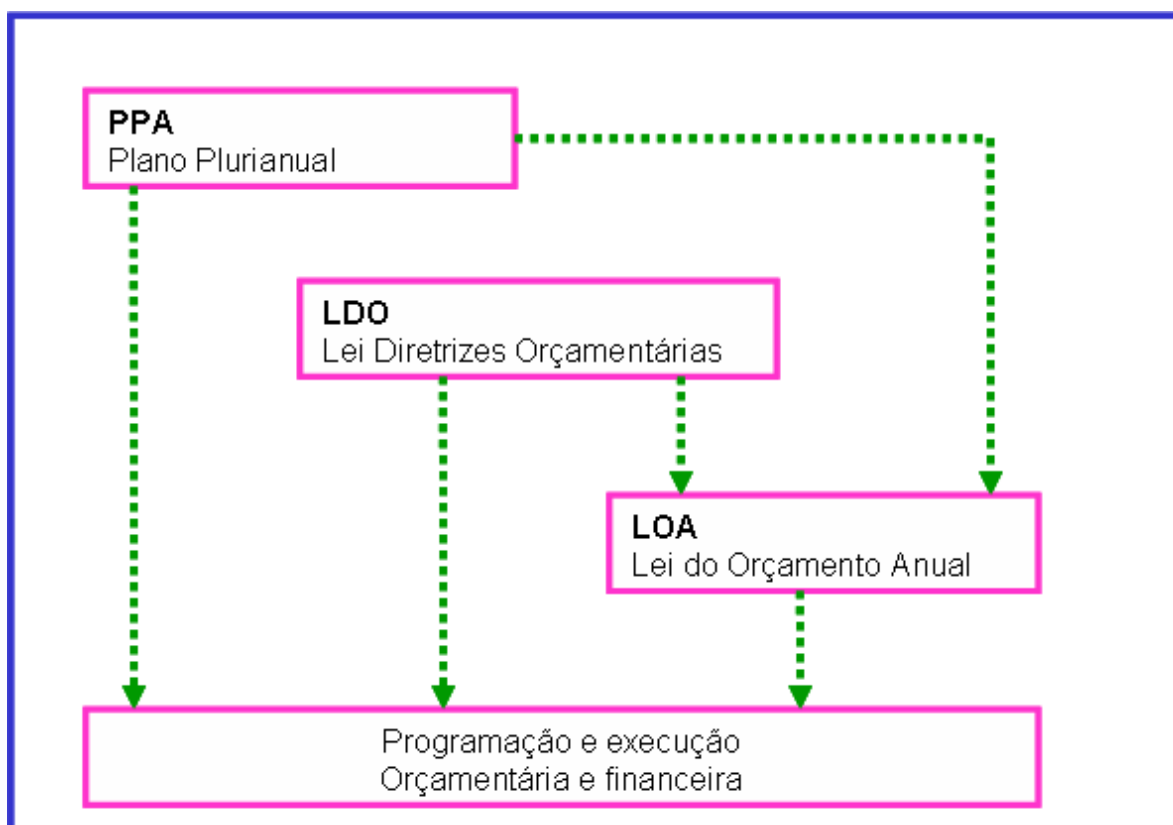 PPA
Plano Plurianual
LDO
Lei Diretrizes Orçamentárias
LOA
Lei do Orçamento Anual
Programação e execução
Orçamentária e financeira